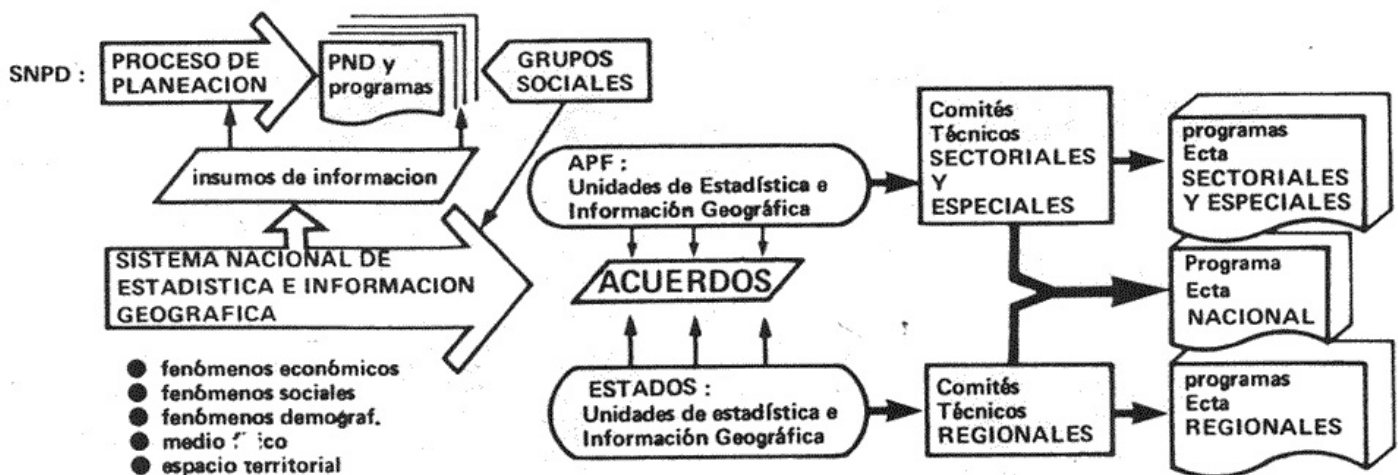 SNPD :
PROCESO DE
PLANEACION
PND y
programas
GRUPOS
SOCIALES
insumos de informacion
SISTEMA NACIONAL DE
ESTADISTICA E INFORMACION
GEOGRAFICA
● fenómenos económicos
● fenómenos sociales
● fenómenos demograf.
● medio
● espacio territorial
APF :
Unidades de Estadística e
Información Geográfica
ACUERDOS
ESTADOS :
Unidades de estadística e
Información Geográfica
Comités
Técnicos
SECTORIALES
Y
ESPECIALES
programas
Ecta
SECTORIALES
Y ESPECIALES
Programa
Ecta
NACIONAL
Comités
Técnicos
REGIONALES
programas
Ecta
REGIONALES